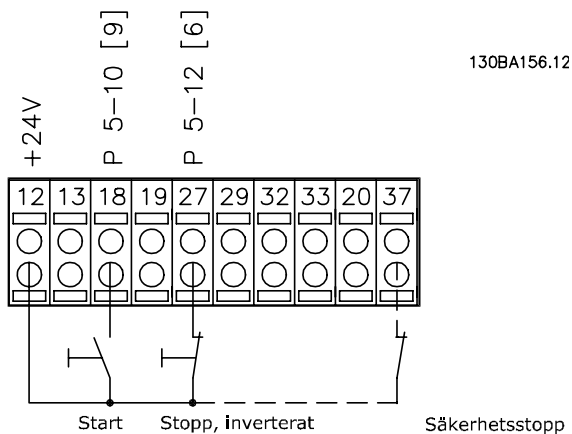 130BA156.12
+24V
P 5-10 [9]
P 5-12 [6]
12 13 18 19 27 29 32 33 20 37
Start Stopp, inverterat Säkerhetsstopp